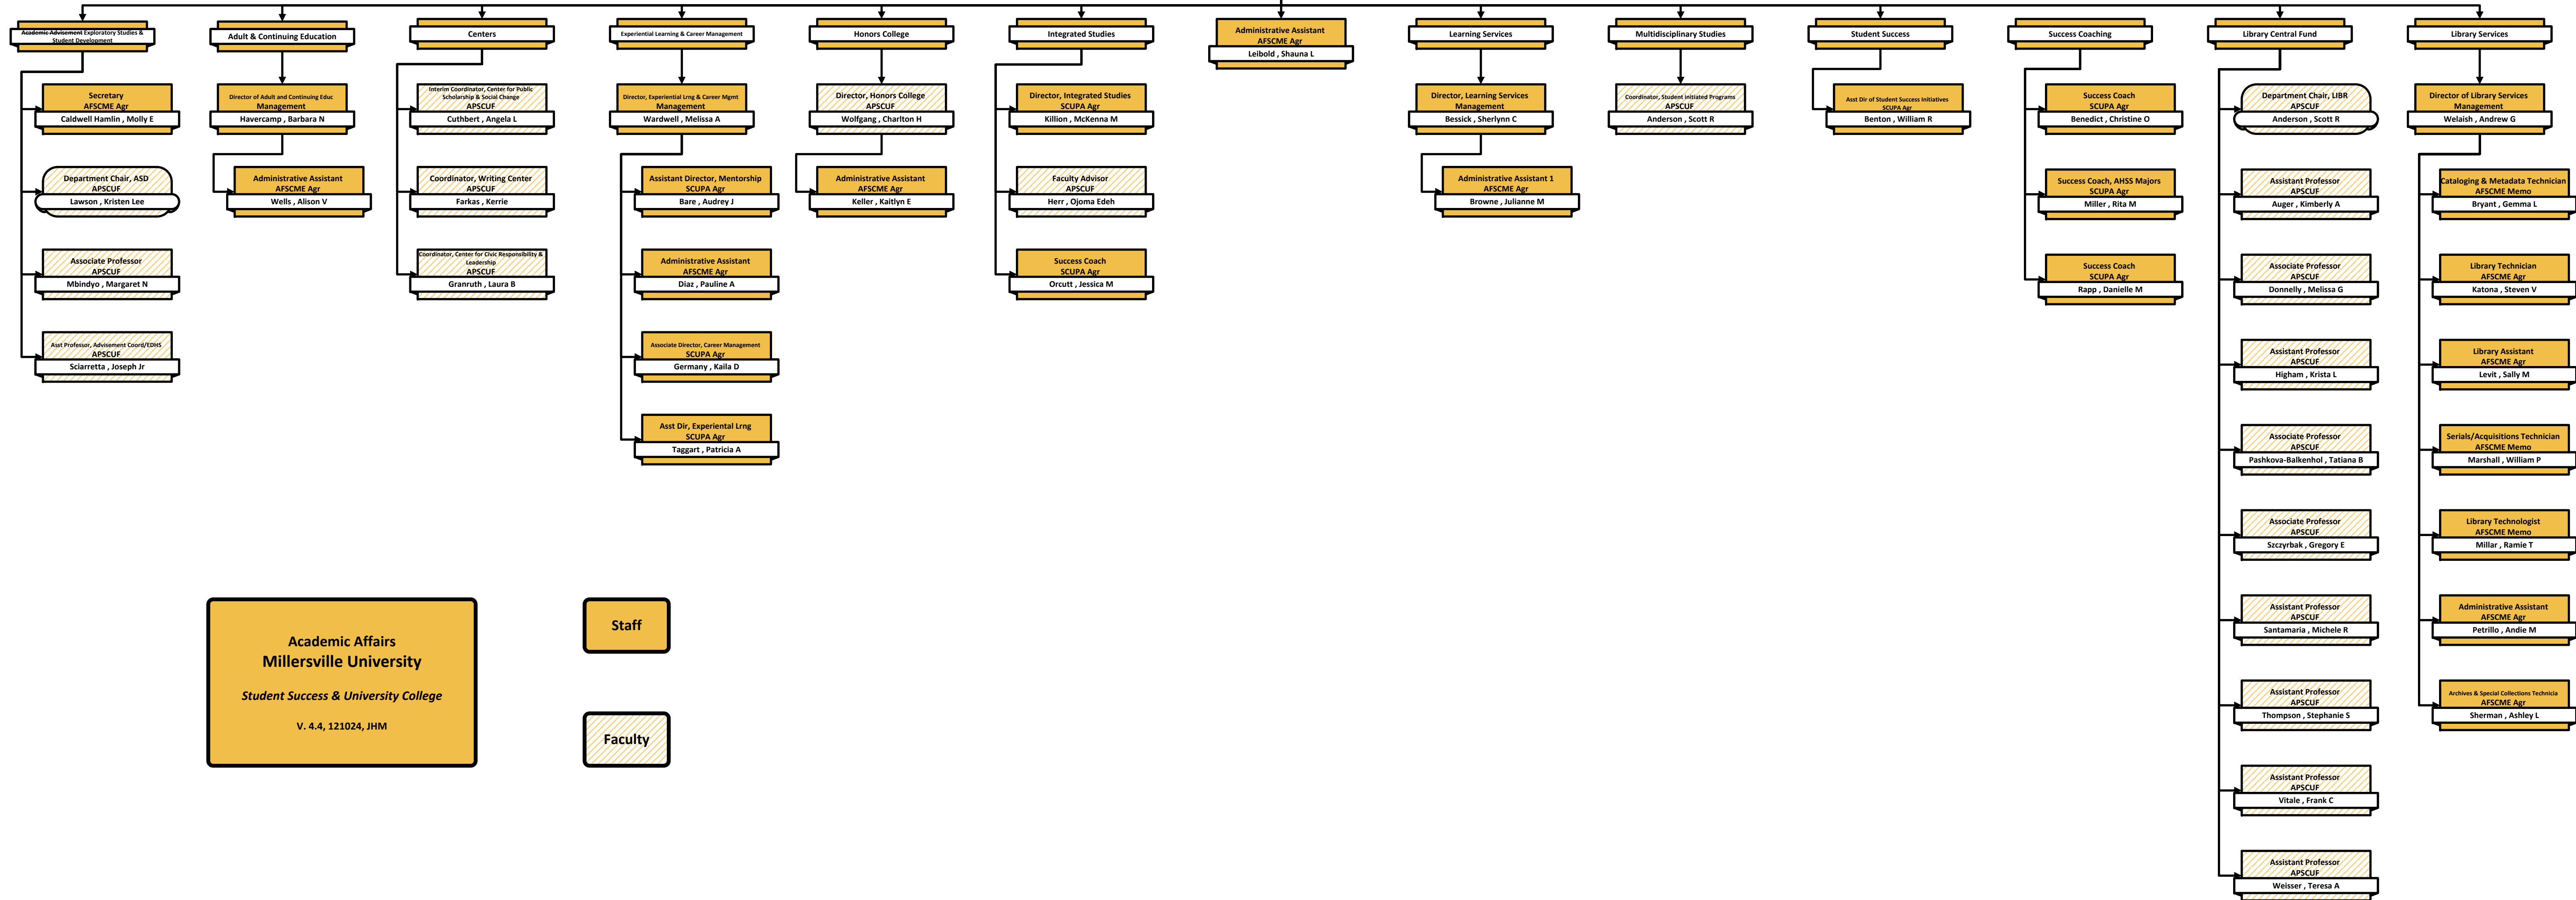 Academic Advisement Exploratory Studies &
Student Development
Secretary
AFSCME Agr
Caldwell Hamlin , Molly E
Department Chair, ASD
APSCUF
Lawson , Kristen Lee
Associate Professor
APSCUF
Mbindyo , Margaret N
Asst Professor, Advisement Coord/EDHS
APSCUF
Sciarretta , Joseph Jr
Adult & Continuing Education
Director of Adult and Continuing Educ
Management
Havercamp , Barbara N
Administrative Assistant
AFSCME Agr
Wells , Alison V
Centers
Interim Coordinator, Center for Public
Scholarship & Social Change
APSCUF
Cuthbert , Angela L
Coordinator, Writing Center
APSCUF
Farkas , Kerrie
Coordinator, Center for Civic Responsibility &
Leadership
APSCUF
Granruth , Laura B
Experiential Learning & Career Management
Director, Experiential Lrng & Career Mgmt
Management
Wardwell , Melissa A
Assistant Director, Mentorship
SCUPA Agr
Bare , Audrey J
Administrative Assistant
AFSCME Agr
Diaz , Pauline A
Associate Director, Career Management
SCUPA Agr
Germany , Kaila D
Asst Dir, Experiental Lrng
SCUPA Agr
Taggart , Patricia A
Honors College
Director, Honors College
APSCUF
Wolfgang , Charlton H
Administrative Assistant
AFSCME Agr
Keller , Kaitlyn E
Integrated Studies
Director, Integrated Studies
SCUPA Agr
Killion , McKenna M
Faculty Advisor
APSCUF
Herr , Ojoma Edeh
Success Coach
SCUPA Agr
Orcutt , Jessica M
Administrative Assistant
AFSCME Agr
Leibold , Shauna L
Learning Services
Director, Learning Services
Management
Bessick , Sherlynn C
Administrative Assistant 1
AFSCME Agr
Browne , Julianne M
Multidisciplinary Studies
Coordinator, Student Initiated Programs
APSCUF
Anderson , Scott R
Student Success
Asst Dir of Student Success Initiatives
SCUPA Agr
Benton , William R
Success Coaching
Success Coach
SCUPA Agr
Benedict , Christine O
Success Coach, AHSS Majors
SCUPA Agr
Miller , Rita M
Success Coach
SCUPA Agr
Rapp , Danielle M
Library Central Fund
Department Chair, LIBR
APSCUF
Anderson , Scott R
Assistant Professor
APSCUF
Auger , Kimberly A
Associate Professor
APSCUF
Donnelly , Melissa G
Assistant Professor
APSCUF
Higham , Krista L
Associate Professor
APSCUF
Pashkova-Balkenhol , Tatiana B
Associate Professor
APSCUF
Szczyrbak , Gregory E
Assistant Professor
APSCUF
Santamaria , Michele R
Assistant Professor
APSCUF
Thompson , Stephanie S
Assistant Professor
APSCUF
Vitale , Frank C
Assistant Professor
APSCUF
Weisser , Teresa A
Library Services
Director of Library Services
Management
Welaish , Andrew G
Cataloging & Metadata Technician
AFSCME Memo
Bryant , Gemma L
Library Technician
AFSCME Agr
Katona , Steven V
Library Assistant
AFSCME Agr
Levit , Sally M
Serials/Acquisitions Technician
AFSCME Memo
Marshall , William P
Library Technologist
AFSCME Memo
Millar , Ramie T
Administrative Assistant
AFSCME Agr
Petrillo , Andie M
Archives & Special Collections Technicia
AFSCME Agr
Sherman , Ashley L
Academic Affairs
Millersville University
Student Success & University College
V. 4.4, 121024, JHM
Staff
Faculty